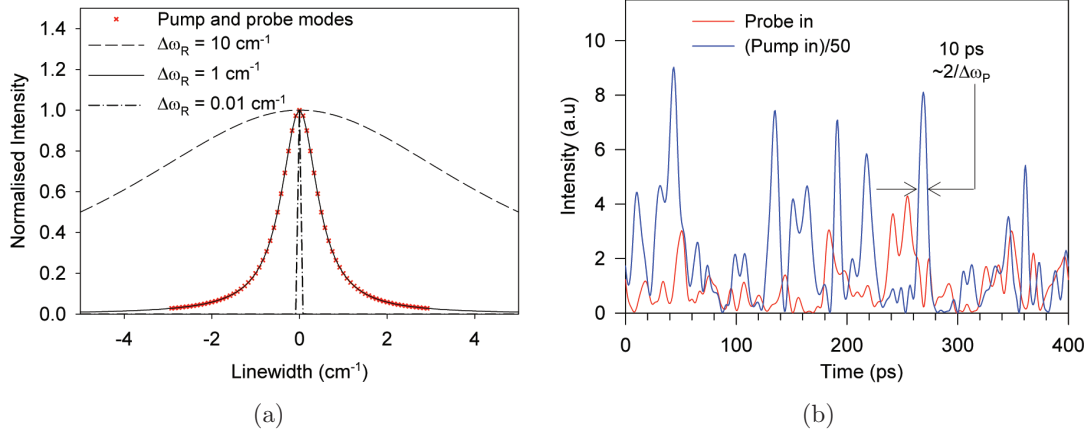 Pump and probe modes
Δω_R = 10 cm⁻¹
Δω_R = 1 cm⁻¹
Δω_R = 0.01 cm⁻¹
Normalised Intensity
1.4
1.2
1.0
0.8
0.6
0.4
0.2
0.0
-4 -2 0 2 4
Linewidth (cm⁻¹)
(a)
Probe in
(Pump in)/50
10 ps
~2/Δω_P
Intensity (a.u)
10
8
6
4
2
0
0 100 200 300 400
Time (ps)
(b)